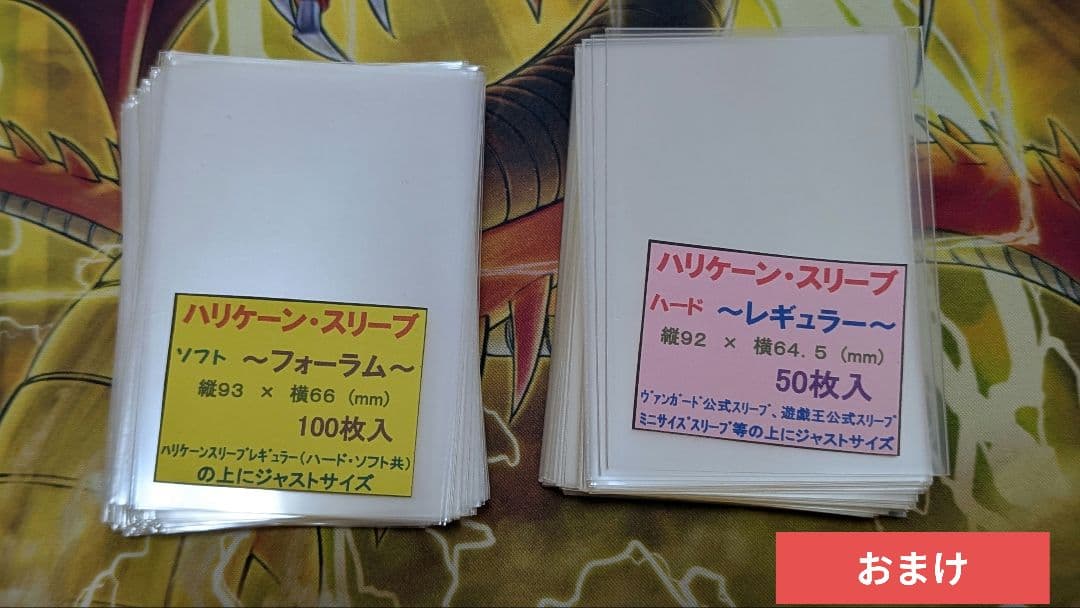 ハリケーン・スリーブ
ソフト ～フォーラム～
縦93 × 横66 (mm)
100枚入
ハリケーンスリーブレギュラー(ハード・ソフト共)
の上にジャストサイズ
ハリケーン・スリーブ
ハード ～レギュラー～
縦92 × 横64.5 (mm)
50枚入
ヴァンガード公式スリーブ、遊戯王公式スリーブ
ミニサイズスリーブ等の上にジャストサイズ
おまけ